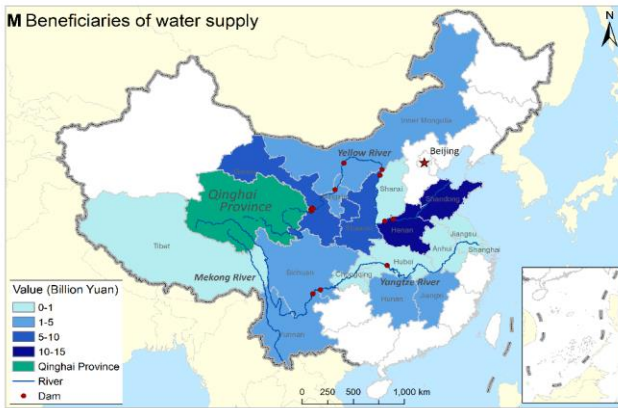 M Beneficiaries of water supply
N
Inner Mongolia
Beijing
Yellow River
Shanxi
Qinghai
Province
Shandong
Henan
Tibet
Jiangsu
Anhui
Shanghai
Hubei
Mekong River
Sichuan
Chongqing
Yangtze River
Hunan
Jiangxi
Yunnan
Value (Billion Yuan)
0-1
1-5
5-10
10-15
Qinghai Province
River
Dam
0 250 500 1,000 km